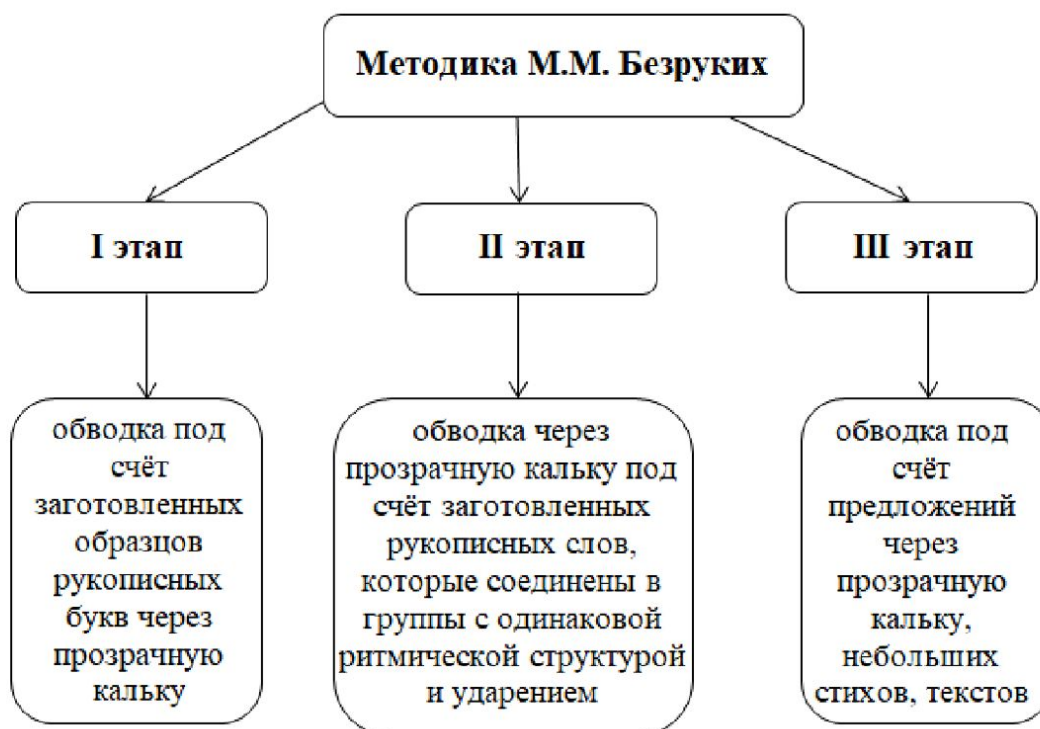 Методика М.М. Безруких
I этап
II этап
III этап
обводка под
счёт
заготовленных
образцов
рукописных
букв через
прозрачную
кальку
обводка через
прозрачную кальку под
счёт заготовленных
рукописных слов,
которые соединены в
группы с одинаковой
ритмической структурой
и ударением
обводка под
счёт
предложений
через
прозрачную
кальку,
небольших
стихов, текстов